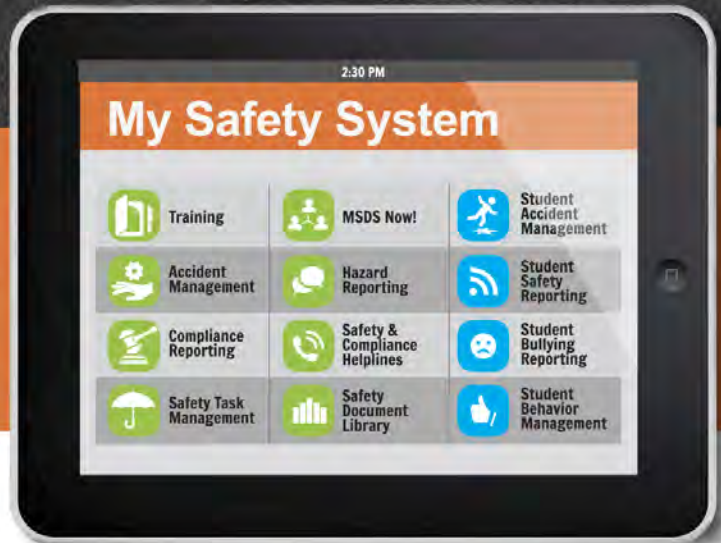 2:30 PM
My Safety System
Training
MSDS Now!
Student
Accident
Management
Accident
Management
Hazard
Reporting
Student
Safety
Reporting
Compliance
Reporting
Safety &
Compliance
Helplines
Student
Bullying
Reporting
Safety Task
Management
Safety
Document
Library
Student
Behavior
Management